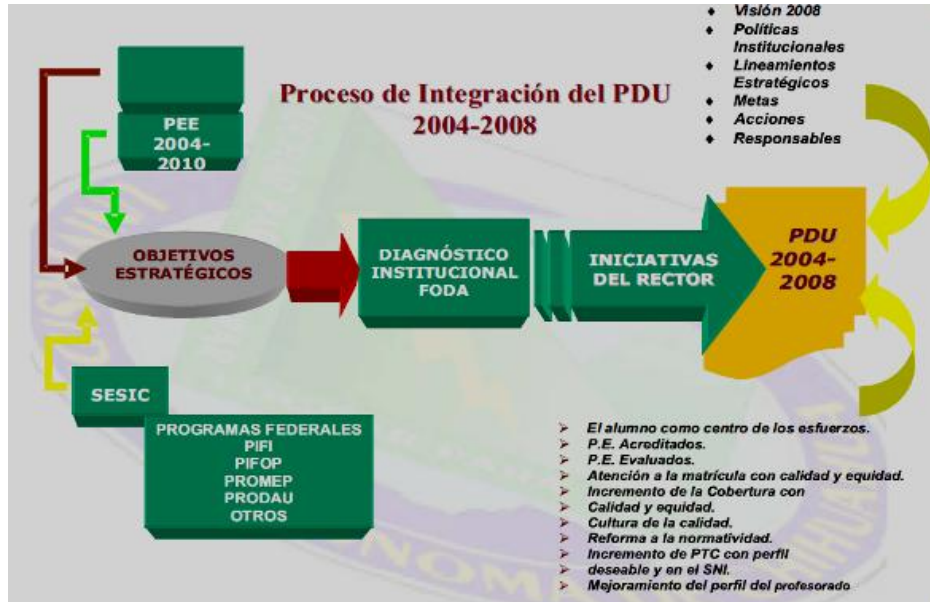 ◆ Visión 2008
◆ Políticas
Institucionales
◆ Lineamientos
Estratégicos
◆ Metas
◆ Acciones
◆ Responsables
Proceso de Integración del PDU
2004-2008
PEE
2004-
2010
OBJETIVOS
ESTRATÉGICOS
DIAGNÓSTICO
INSTITUCIONAL
FODA
INICIATIVAS
DEL RECTOR
PDU
2004-
2008
SESIC
PROGRAMAS FEDERALES
PIFI
PIFOP
PROMEP
PRODAU
OTROS
➢ El alumno como centro de los esfuerzos.
➢ P.E. Acreditados.
➢ P.E. Evaluados.
➢ Atención a la matrícula con calidad y equidad.
➢ Incremento de la Cobertura con
➢ Calidad y equidad.
➢ Cultura de la calidad.
➢ Reforma a la normatividad.
➢ Incremento de PTC con perfil
➢ deseable y en el SNI.
➢ Mejoramiento del perfil del profesorado